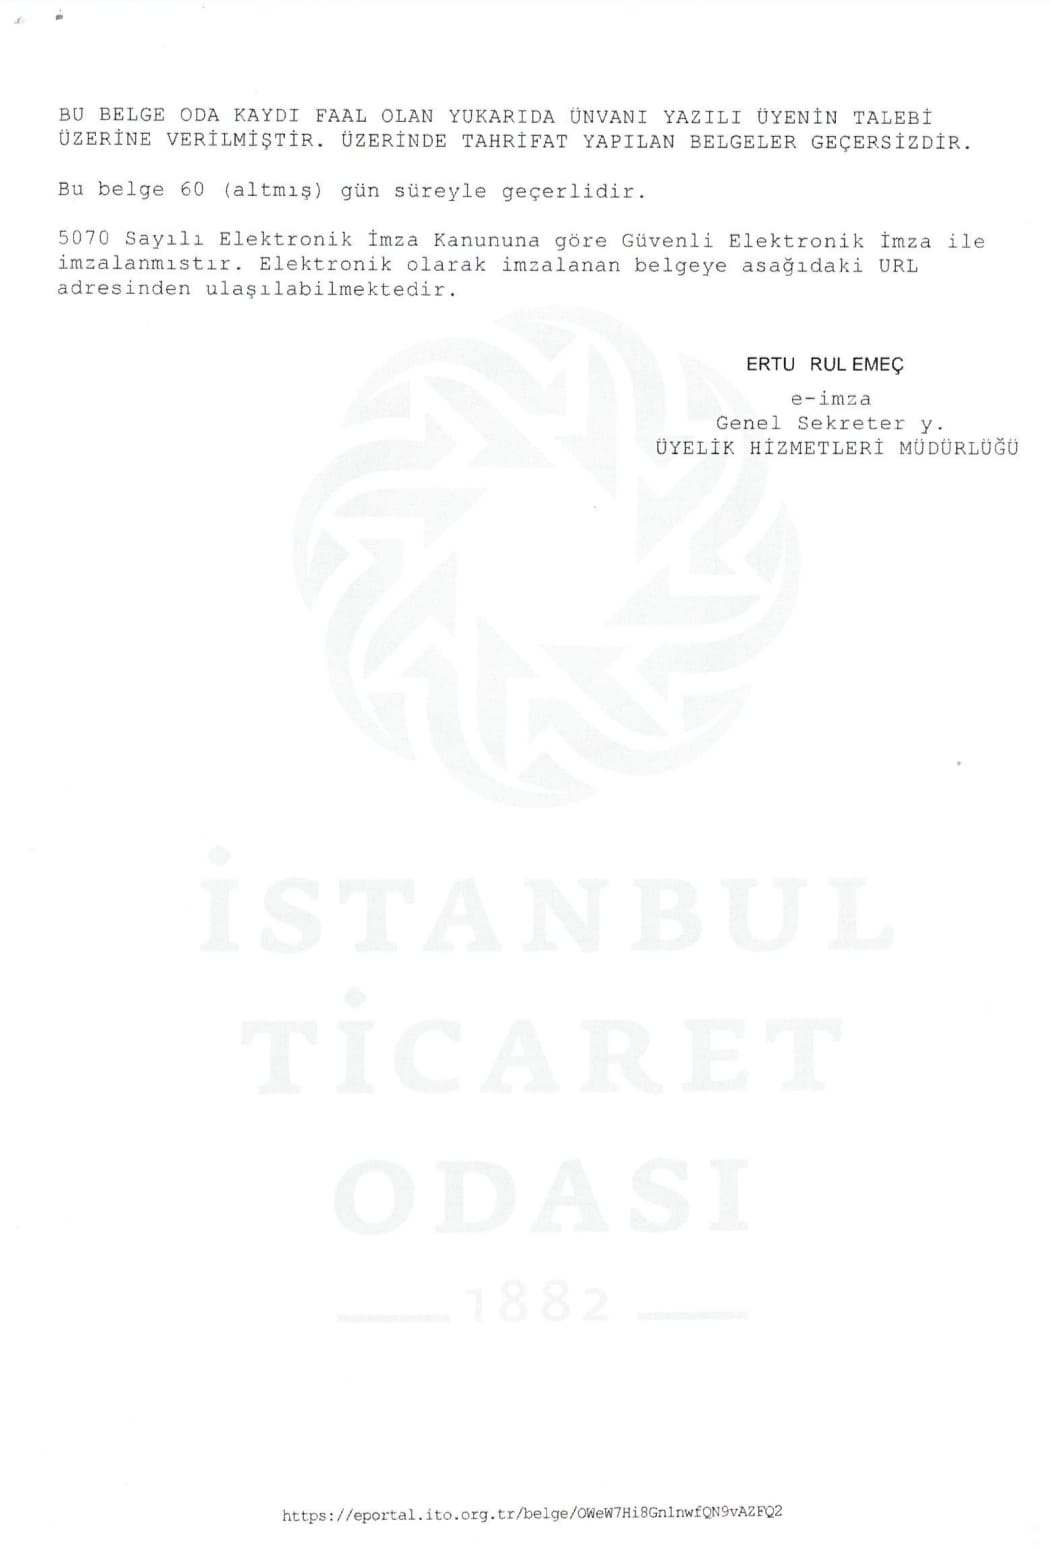 BU BELGE ODA KAYDI FAAL OLAN YUKARIDA ÜNVANI YAZILI ÜYENİN TALEBİ
ÜZERİNE VERİLMİŞTİR. ÜZERİNDE TAHRİFAT YAPILAN BELGELER GEÇERSİZDİR.
Bu belge 60 (altmış) gün süreyle geçerlidir.
5070 Sayılı Elektronik İmza Kanununa göre Güvenli Elektronik İmza ile
imzalanmıstır. Elektronik olarak imzalanan belgeye asağıdaki URL
adresinden ulaşılabilmektedir.
ERTU RUL EMEÇ
e-imza
Genel Sekreter y.
ÜYELİK HİZMETLERİ MÜDÜRLÜĞÜ
İSTANBUL
TİCARET
ODASI
1882
https://eportal.ito.org.tr/belge/OWeW7Hi8Gn1nwfQN9vAZFQ2